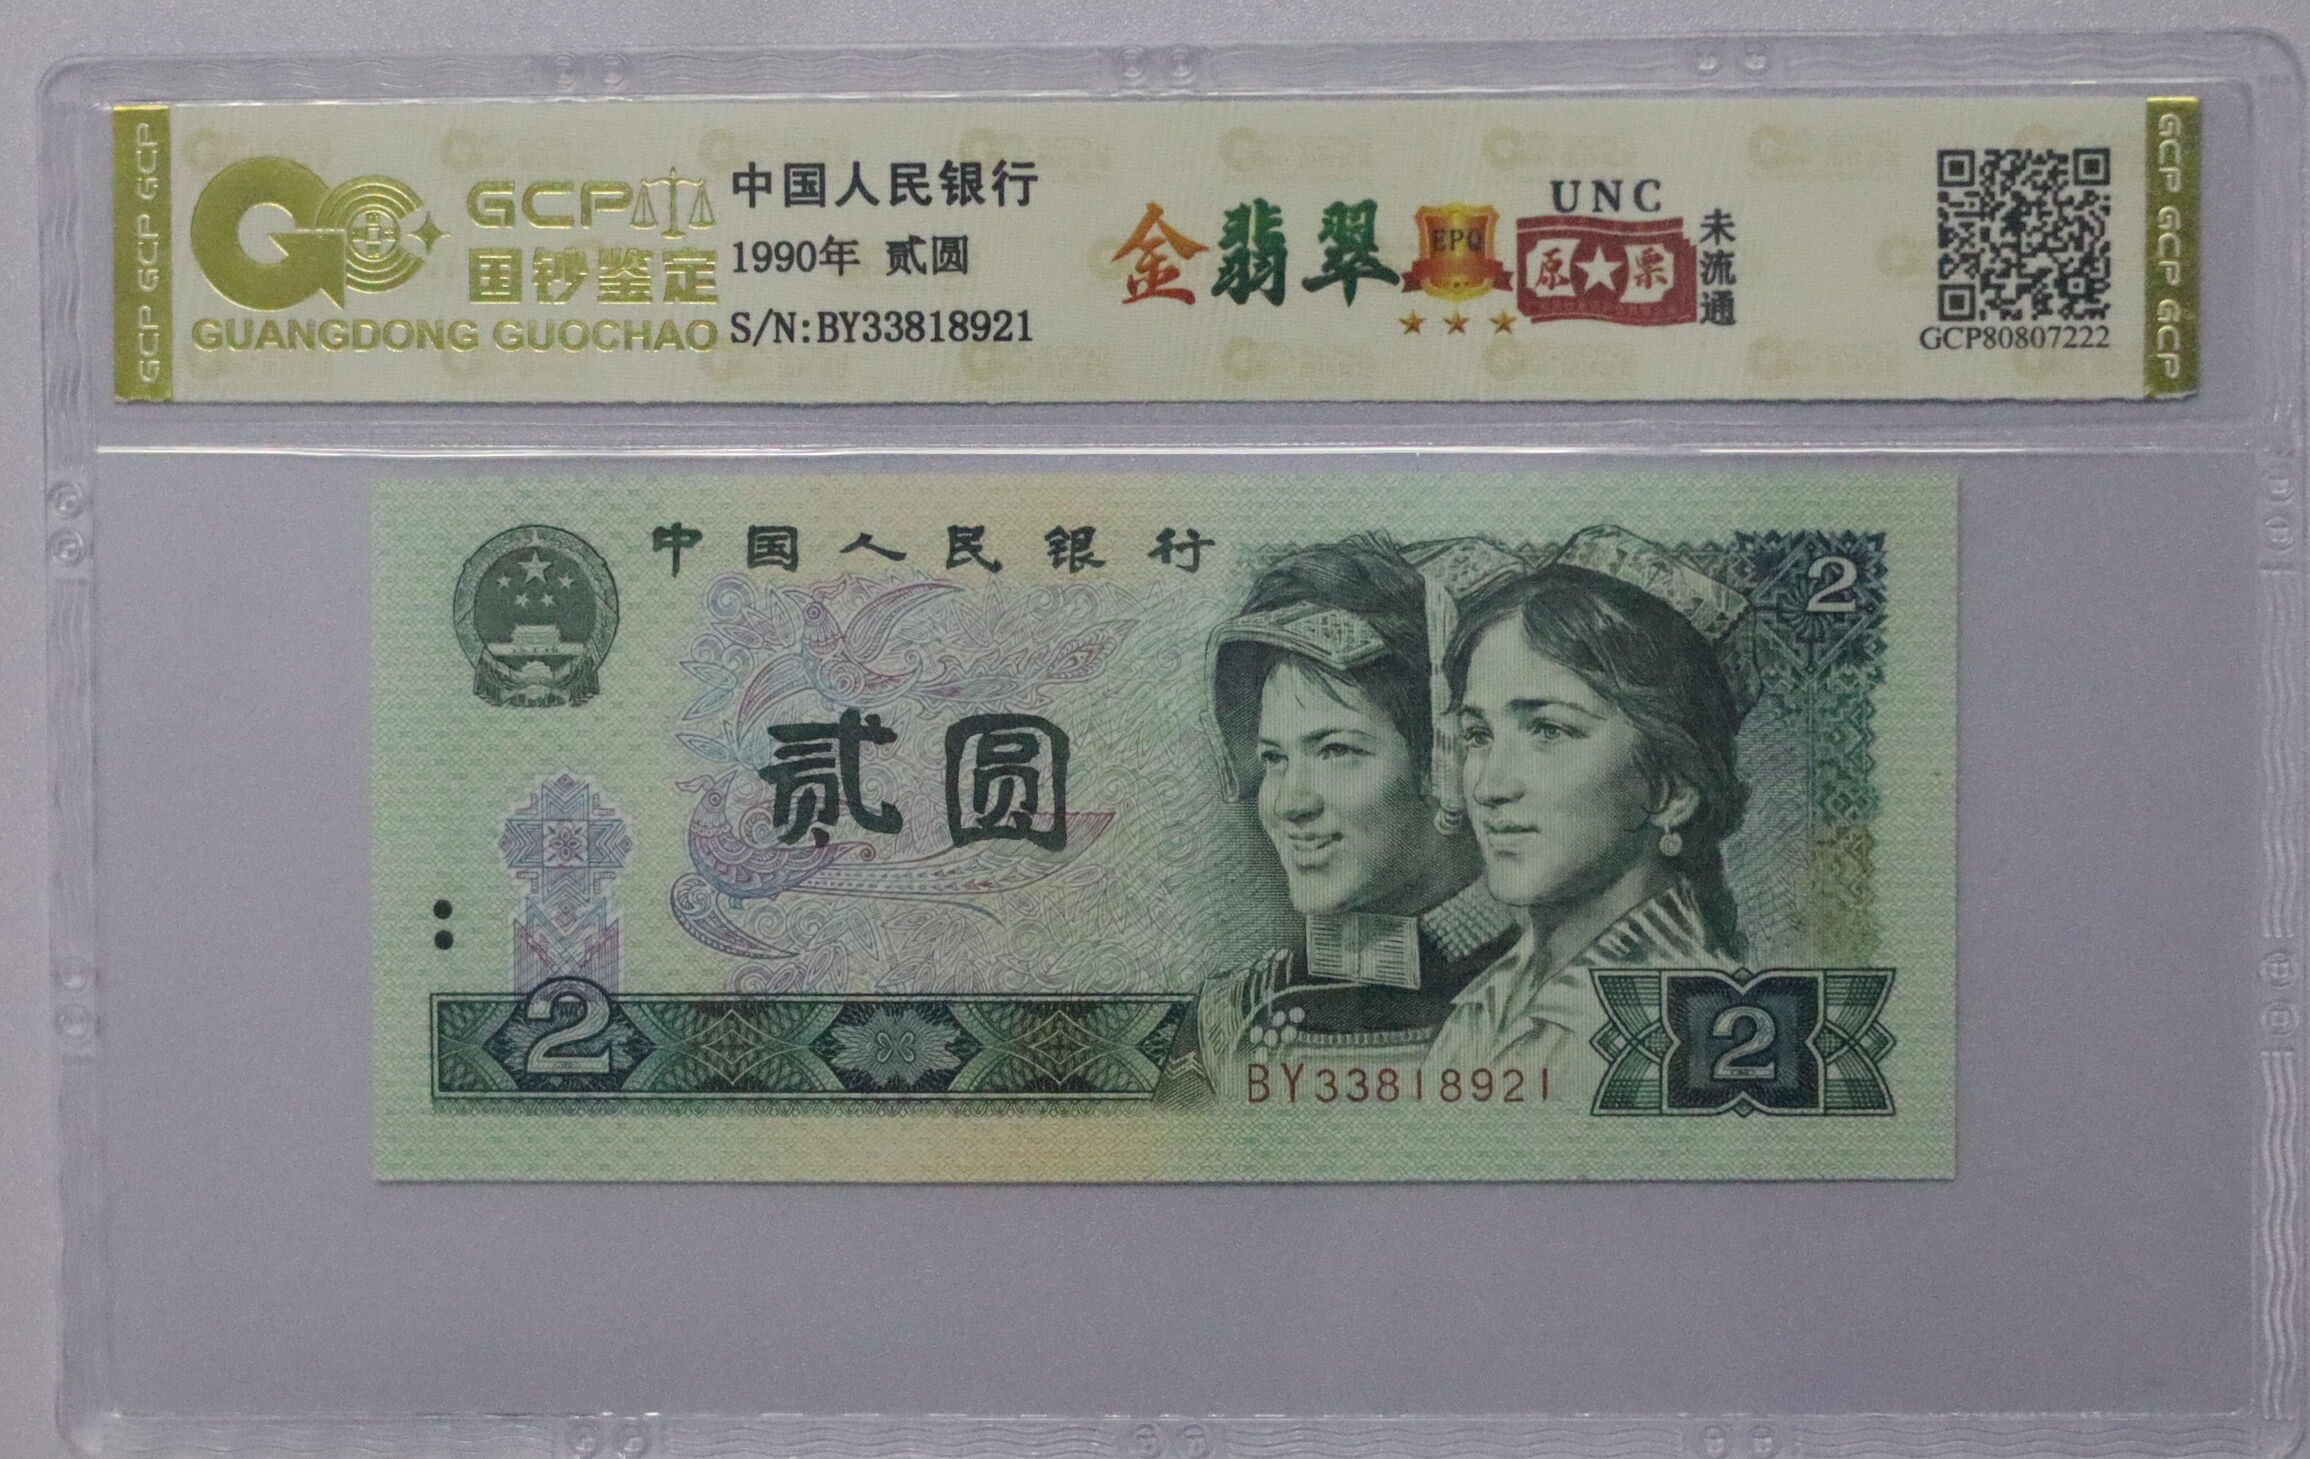 GCP GCP GCP
GCP
国钞鉴定
GUANGDONG GUOCHAO
中国人民银行
1990年 贰圆
S/N:BY33818921
金翡翠
EPQ
UNC
原★票
未流通
GCP80807222
GCP GCP GCP
中国人民银行
2
贰圆
2
2
BY33818921